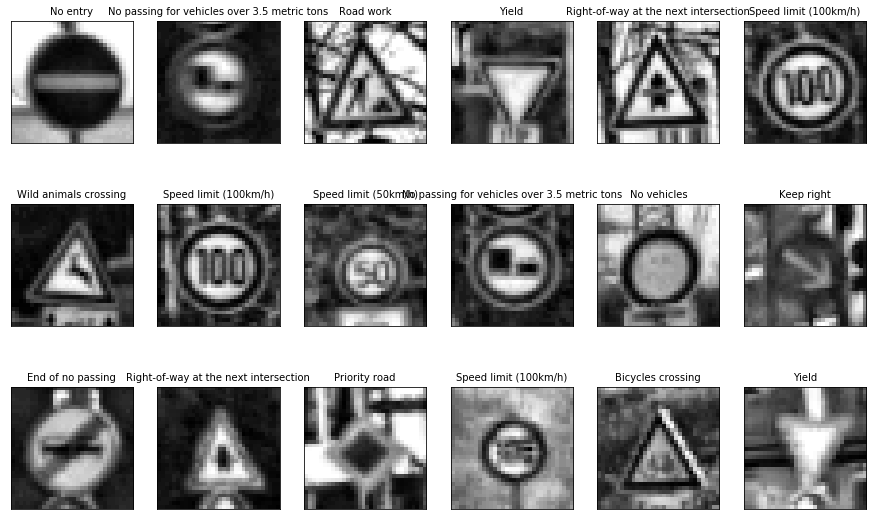 No entry
No passing for vehicles over 3.5 metric tons
Road work
Yield
Right-of-way at the next intersection
Speed limit (100km/h)
100
Wild animals crossing
Speed limit (100km/h)
Speed limit (50km/h)
No passing for vehicles over 3.5 metric tons
No vehicles
Keep right
100
50
End of no passing
Right-of-way at the next intersection
Priority road
Speed limit (100km/h)
Bicycles crossing
Yield